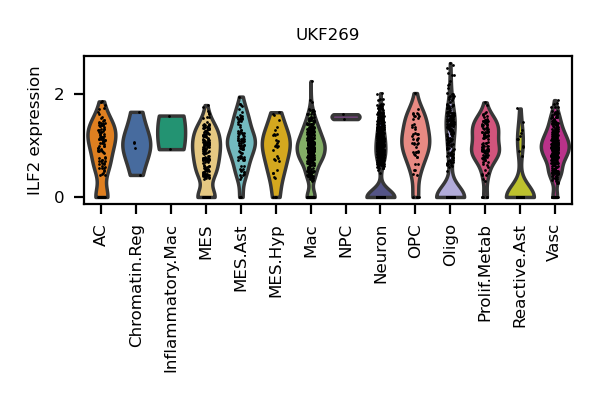 UKF269
ILF2 expression
2
0
AC
Chromatin.Reg
Inflammatory.Mac
MES
MES.Ast
MES.Hyp
Mac
NPC
Neuron
OPC
Oligo
Prolif.Metab
Reactive.Ast
Vasc